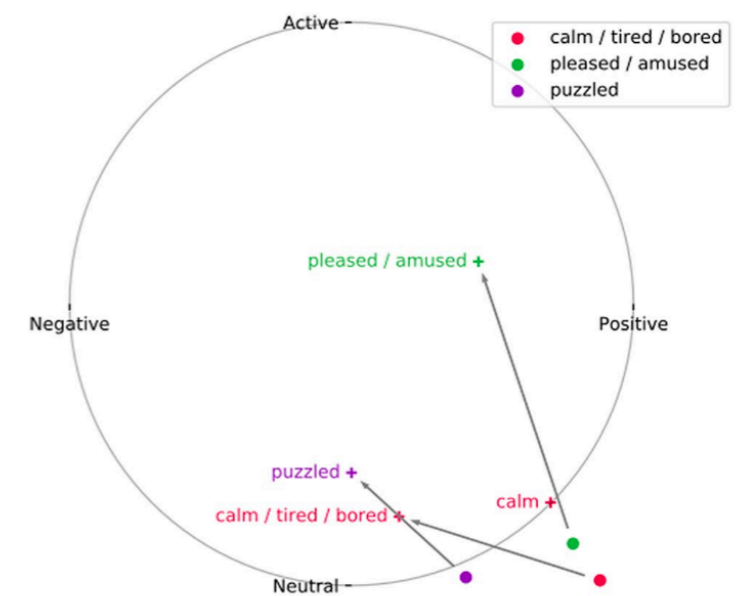 Active
calm / tired / bored
pleased / amused
puzzled
pleased / amused
Negative
Positive
puzzled
calm
calm / tired / bored
Neutral